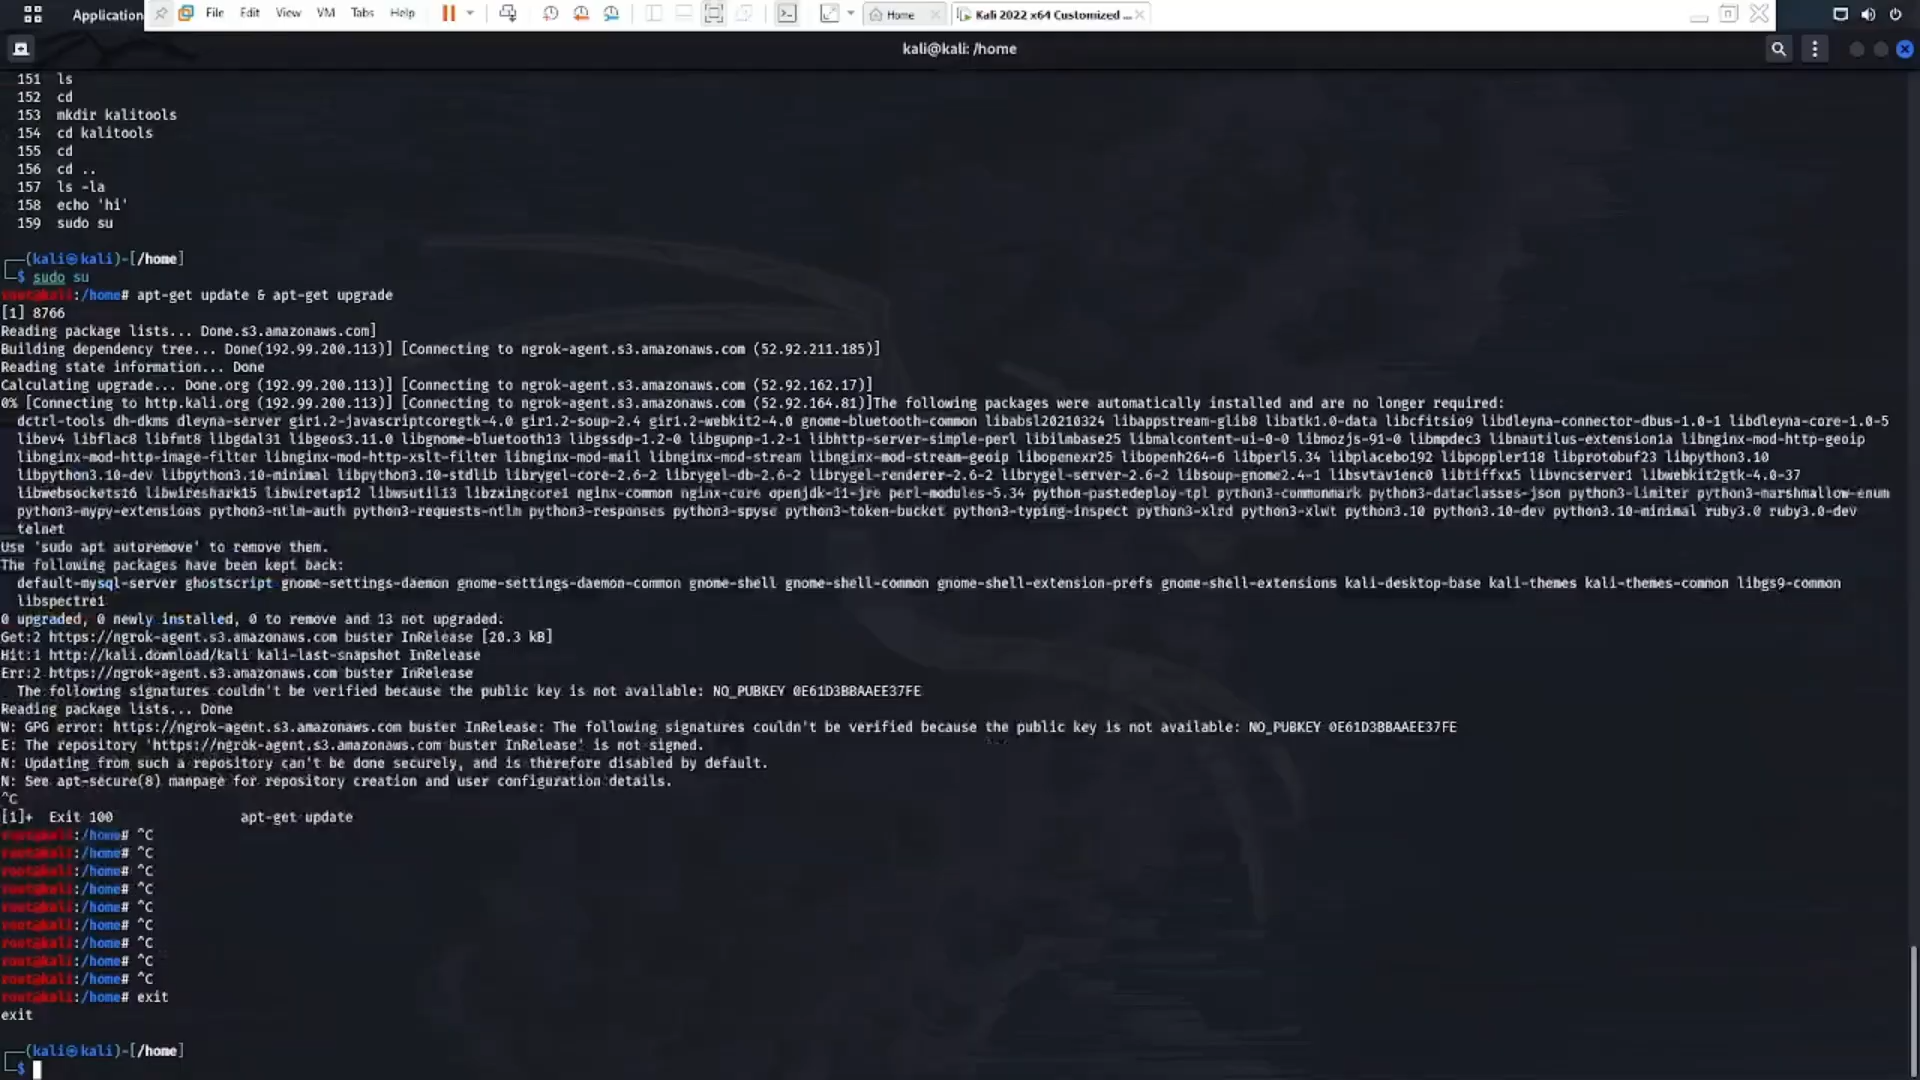 Application File Edit View VM Tabs Help Home Kali 2022 x64 Customized ...
kali@kali: /home
151 ls
152 cd
153 mkdir kalitools
154 cd kalitools
155 cd
156 cd ..
157 ls -la
158 echo 'hi'
159 sudo su
┌──(kali㉿kali)-[/home]
└─$ sudo su
root@kali:/home# apt-get update & apt-get upgrade
[1] 8766
Reading package lists... Done.s3.amazonaws.com]
Building dependency tree... Done(192.99.200.113)] [Connecting to ngrok-agent.s3.amazonaws.com (52.92.211.185)]
Reading state information... Done
Calculating upgrade... Done.org (192.99.200.113)] [Connecting to ngrok-agent.s3.amazonaws.com (52.92.162.17)]
0% [Connecting to http.kali.org (192.99.200.113)] [Connecting to ngrok-agent.s3.amazonaws.com (52.92.164.81)]The following packages were automatically installed and are no longer required:
dctrl-tools dh-dkms dleyna-server gir1.2-javascriptcoregtk-4.0 gir1.2-soup-2.4 gir1.2-webkit2-4.0 gnome-bluetooth-common libabsl20210324 libappstream-glib8 libatk1.0-data libcfitsio9 libdleyna-connector-dbus-1.0-1 libdleyna-core-1.0-5
libev4 libflac8 libfmt8 libgdal31 libgeos3.11.0 libgnome-bluetooth13 libgssdp-1.2-0 libgupnp-1.2-1 libhttp-server-simple-perl libilmbase25 libmalcontent-ui-0-0 libmozjs-91-0 libmpdec3 libnautilus-extension1a libnginx-mod-http-geoip
libnginx-mod-http-image-filter libnginx-mod-http-xslt-filter libnginx-mod-mail libnginx-mod-stream libnginx-mod-stream-geoip libopenexr25 libopenh264-6 libperl5.34 libplacebo192 libpoppler118 libprotobuf23 libpython3.10
libpython3.10-dev libpython3.10-minimal libpython3.10-stdlib librygel-core-2.6-2 librygel-db-2.6-2 librygel-renderer-2.6-2 librygel-server-2.6-2 libsoup-gnome2.4-1 libsvtav1enc0 libtiffxx5 libvncserver1 libwebkit2gtk-4.0-37
libwebsockets16 libwireshark15 libwiretap12 libwsutil13 libzxingcore1 nginx-common nginx-core openjdk-11-jre perl-modules-5.34 python-pastedeploy-tpl python3-commonmark python3-dataclasses-json python3-limiter python3-marshmallow-enum
python3-mypy-extensions python3-ntlm-auth python3-requests-ntlm python3-responses python3-spyse python3-token-bucket python3-typing-inspect python3-xlrd python3-xlwt python3.10 python3.10-dev python3.10-minimal ruby3.0 ruby3.0-dev
telnet
Use 'sudo apt autoremove' to remove them.
The following packages have been kept back:
default-mysql-server ghostscript gnome-settings-daemon gnome-settings-daemon-common gnome-shell gnome-shell-common gnome-shell-extension-prefs gnome-shell-extensions kali-desktop-base kali-themes kali-themes-common libgs9-common
libspectre1
0 upgraded, 0 newly installed, 0 to remove and 13 not upgraded.
Get:2 https://ngrok-agent.s3.amazonaws.com buster InRelease [20.3 kB]
Hit:1 http://kali.download/kali kali-last-snapshot InRelease
Err:2 https://ngrok-agent.s3.amazonaws.com buster InRelease
The following signatures couldn't be verified because the public key is not available: NO_PUBKEY 0E61D3BBAAEE37FE
Reading package lists... Done
W: GPG error: https://ngrok-agent.s3.amazonaws.com buster InRelease: The following signatures couldn't be verified because the public key is not available: NO_PUBKEY 0E61D3BBAAEE37FE
E: The repository 'https://ngrok-agent.s3.amazonaws.com buster InRelease' is not signed.
N: Updating from such a repository can't be done securely, and is therefore disabled by default.
N: See apt-secure(8) manpage for repository creation and user configuration details.
^C
[1]+ Exit 100 apt-get update
root@kali:/home# ^C
root@kali:/home# ^C
root@kali:/home# ^C
root@kali:/home# ^C
root@kali:/home# ^C
root@kali:/home# ^C
root@kali:/home# ^C
root@kali:/home# ^C
root@kali:/home# ^C
root@kali:/home# exit
exit
┌──(kali㉿kali)-[/home]
└─$